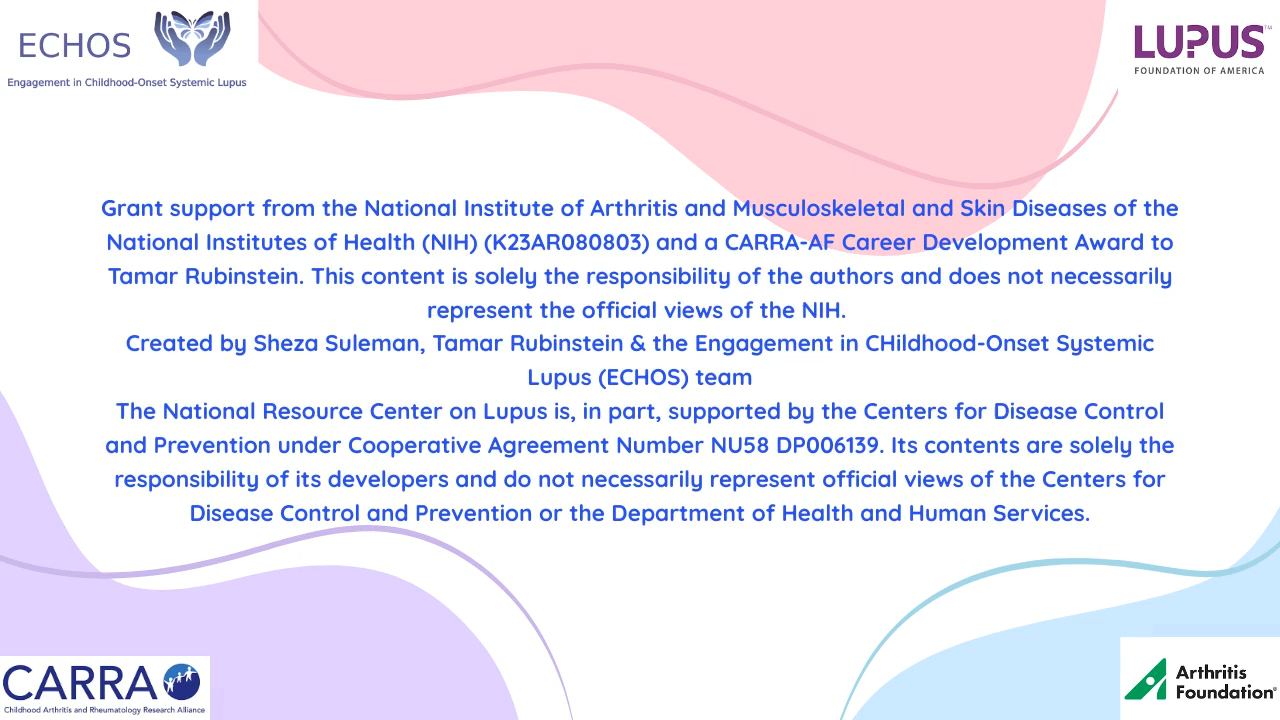 ECHOS
Engagement in Childhood-Onset Systemic Lupus
LUPUS™
FOUNDATION OF AMERICA
Grant support from the National Institute of Arthritis and Musculoskeletal and Skin Diseases of the
National Institutes of Health (NIH) (K23AR080803) and a CARRA-AF Career Development Award to
Tamar Rubinstein. This content is solely the responsibility of the authors and does not necessarily
represent the official views of the NIH.
Created by Sheza Suleman, Tamar Rubinstein & the Engagement in CHildhood-Onset Systemic
Lupus (ECHOS) team
The National Resource Center on Lupus is, in part, supported by the Centers for Disease Control
and Prevention under Cooperative Agreement Number NU58 DP006139. Its contents are solely the
responsibility of its developers and do not necessarily represent official views of the Centers for
Disease Control and Prevention or the Department of Health and Human Services.
CARRA
Childhood Arthritis and Rheumatology Research Alliance
Arthritis
Foundation®